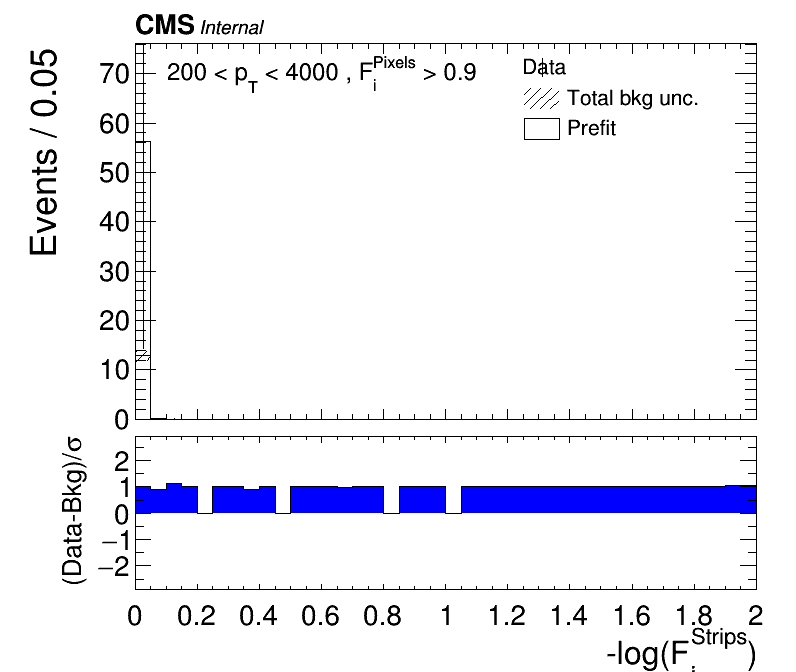 CMS Internal
Events / 0.05
70
60
50
40
30
20
10
0
200 < p_T < 4000 , F_i^Pixels > 0.9
Data
Total bkg unc.
Prefit
(Data-Bkg)/σ
2
1
0
−1
−2
0 0.2 0.4 0.6 0.8 1 1.2 1.4 1.6 1.8 2
-log(F_i^Strips)